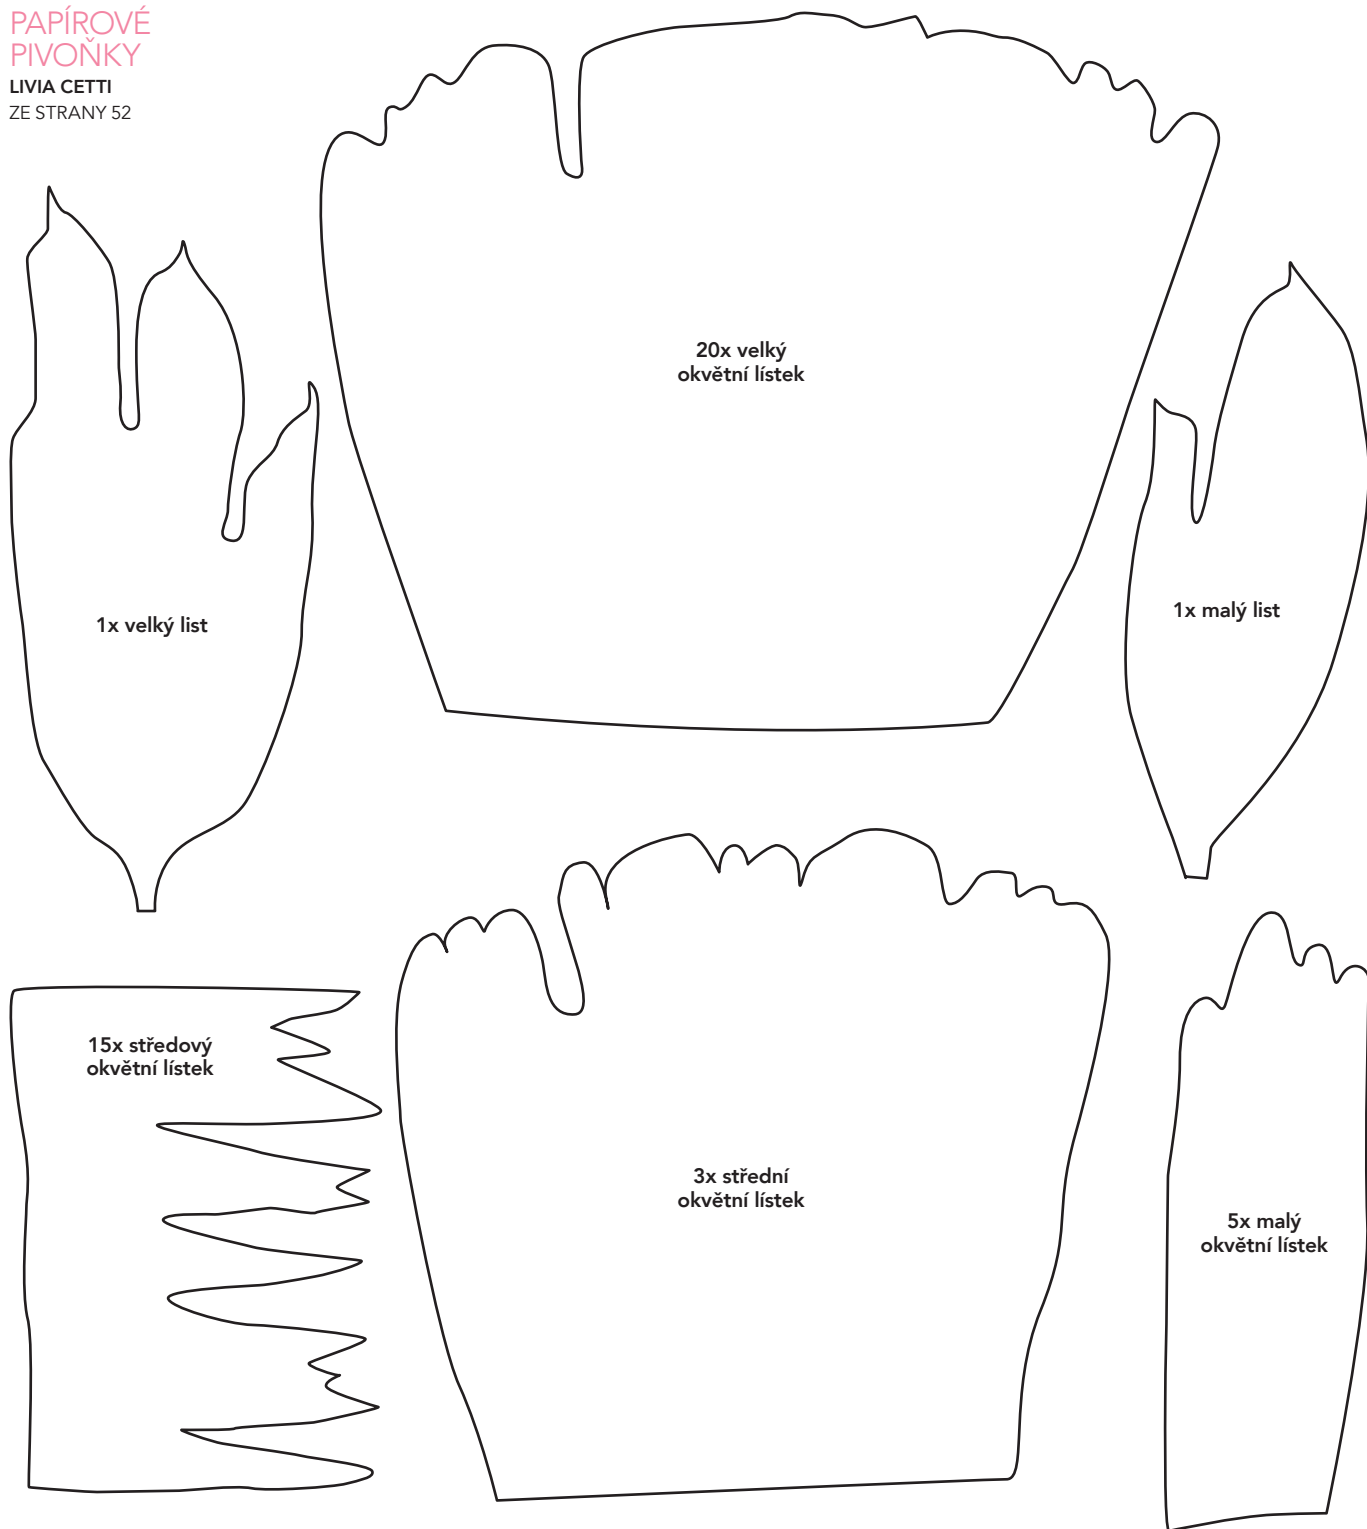 PAPÍROVÉ
PIVOŇKY
LIVIA CETTI
ZE STRANY 52
20x velký
okvětní lístek
1x velký list
1x malý list
15x středový
okvětní lístek
3x střední
okvětní lístek
5x malý
okvětní lístek